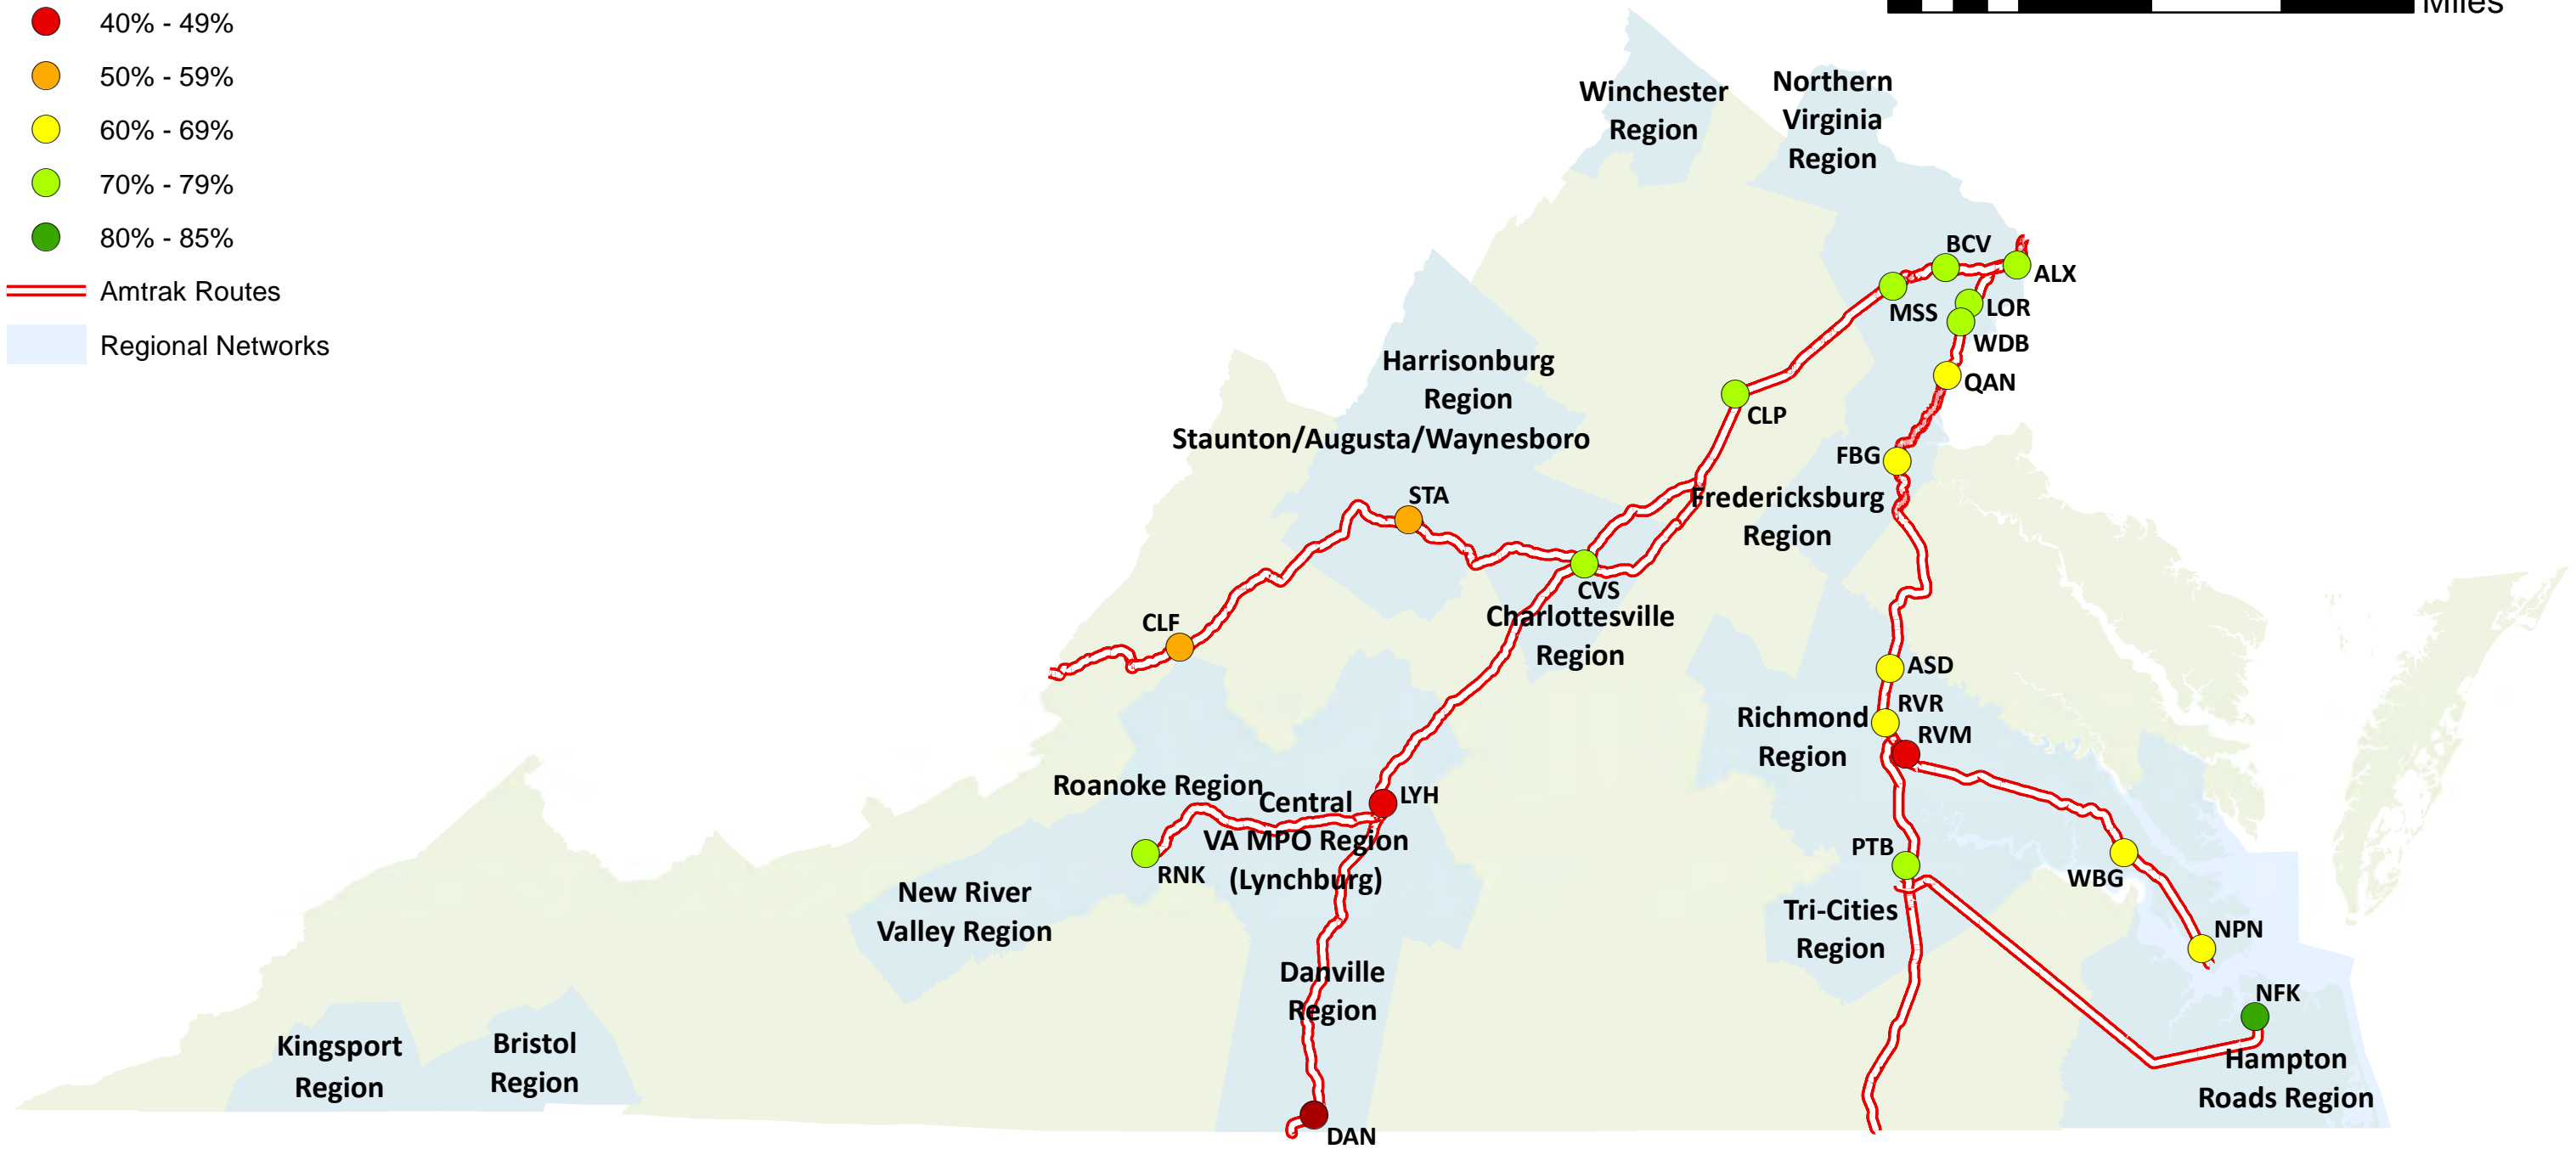 Miles
40% - 49%
50% - 59%
60% - 69%
70% - 79%
80% - 85%
Amtrak Routes
Regional Networks
Winchester
Region
Northern
Virginia
Region
BCV
ALX
MSS
LOR
WDB
QAN
CLP
Harrisonburg
Region
Staunton/Augusta/Waynesboro
FBG
STA
Fredericksburg
Region
CVS
Charlottesville
Region
CLF
ASD
RVR
Richmond
Region
RVM
Roanoke Region
Central
VA MPO Region
(Lynchburg)
LYH
RNK
PTB
WBG
New River
Valley Region
Tri-Cities
Region
NPN
Danville
Region
NFK
Kingsport
Region
Bristol
Region
Hampton
Roads Region
DAN